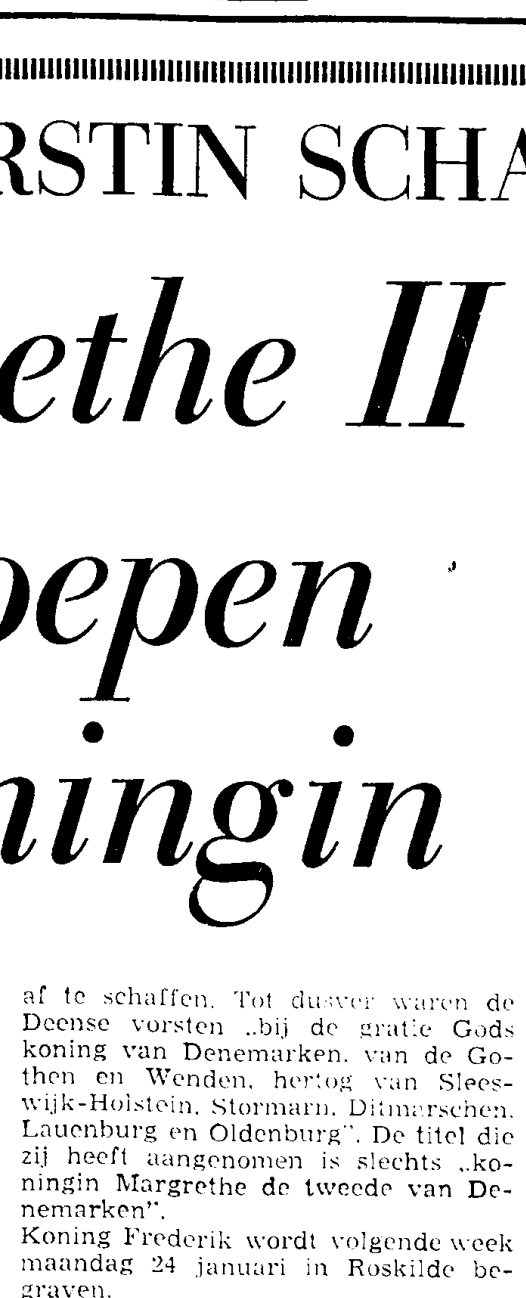 RSTIN SCHA
ethe II
oepen
ningin
af te schaffen. Tot dusver waren de
Deense vorsten „bij de gratie Gods
koning van Denemarken, van de Go-
then en Wenden, hertog van Slees-
wijk-Holstein, Stormarn, Ditmarschen,
Lauenburg en Oldenburg". De titel die
zij heeft aangenomen is slechts „ko-
ningin Margrethe de tweede van De-
nemarken".
Koning Frederik wordt volgende week
maandag 24 januari in Roskilde be-
graven.